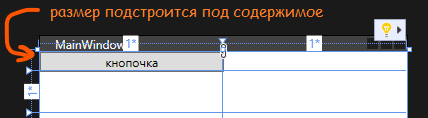 размер подстроится под содержимое
MainWindow
1*
1*
кнопочка
1*